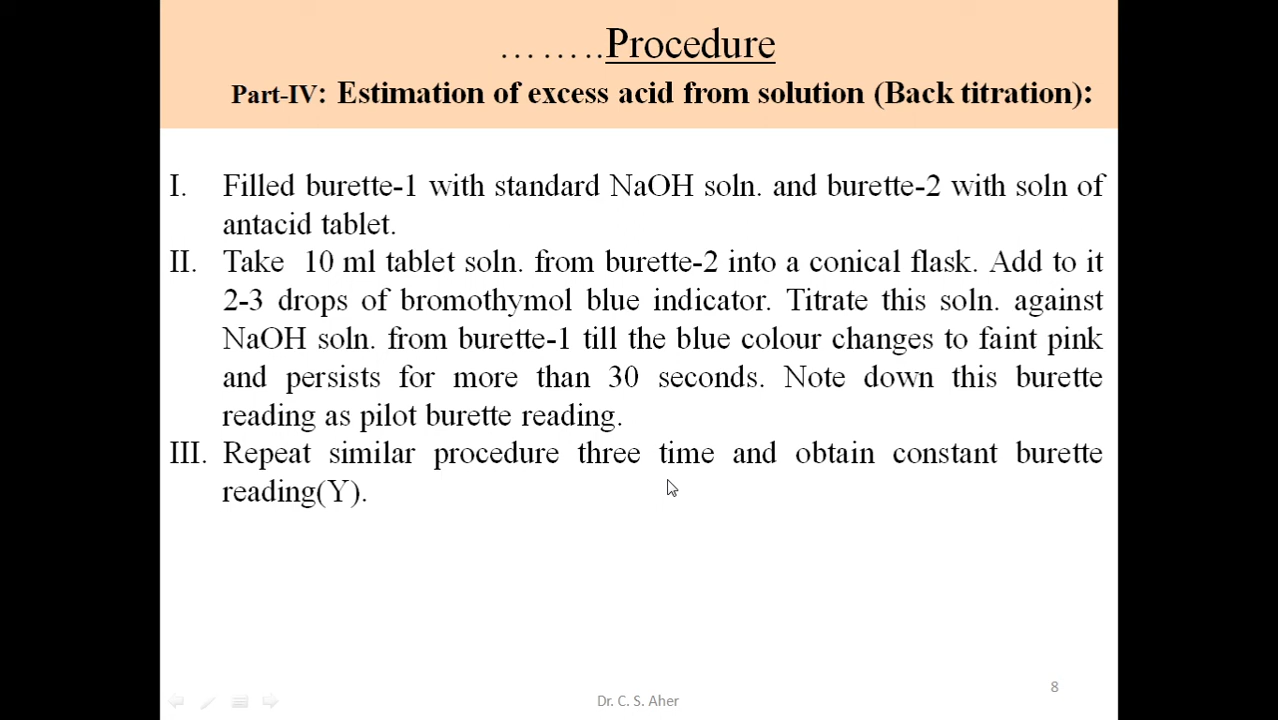 ……..Procedure
Part-IV: Estimation of excess acid from solution (Back titration):
I. Filled burette-1 with standard NaOH soln. and burette-2 with soln of
antacid tablet.
II. Take 10 ml tablet soln. from burette-2 into a conical flask. Add to it
2-3 drops of bromothymol blue indicator. Titrate this soln. against
NaOH soln. from burette-1 till the blue colour changes to faint pink
and persists for more than 30 seconds. Note down this burette
reading as pilot burette reading.
III. Repeat similar procedure three time and obtain constant burette
reading(Y).
Dr. C. S. Aher
8